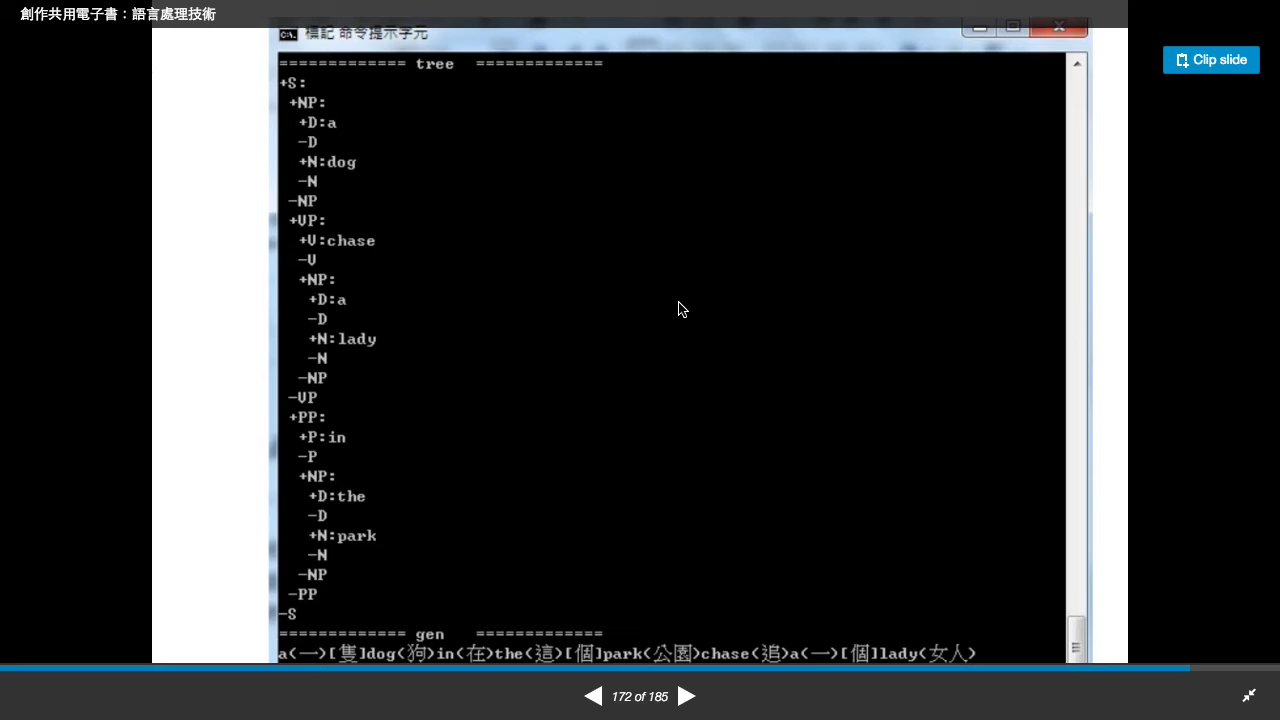 創作共用電子書：語言處理技術
C:\. 標記 命令提示字元
Clip slide
============= tree  =============
+S:
+NP:
+D:a
-D
+N:dog
-N
-NP
+VP:
+V:chase
-V
+NP:
+D:a
-D
+N:lady
-N
-NP
-VP
+PP:
+P:in
-P
+NP:
+D:the
-D
+N:park
-N
-NP
-PP
-S
============= gen   =============
a(一)[隻]dog(狗)in(在)the(這)[個]park(公園)chase(追)a(一)[個]lady(女人)
172 of 185